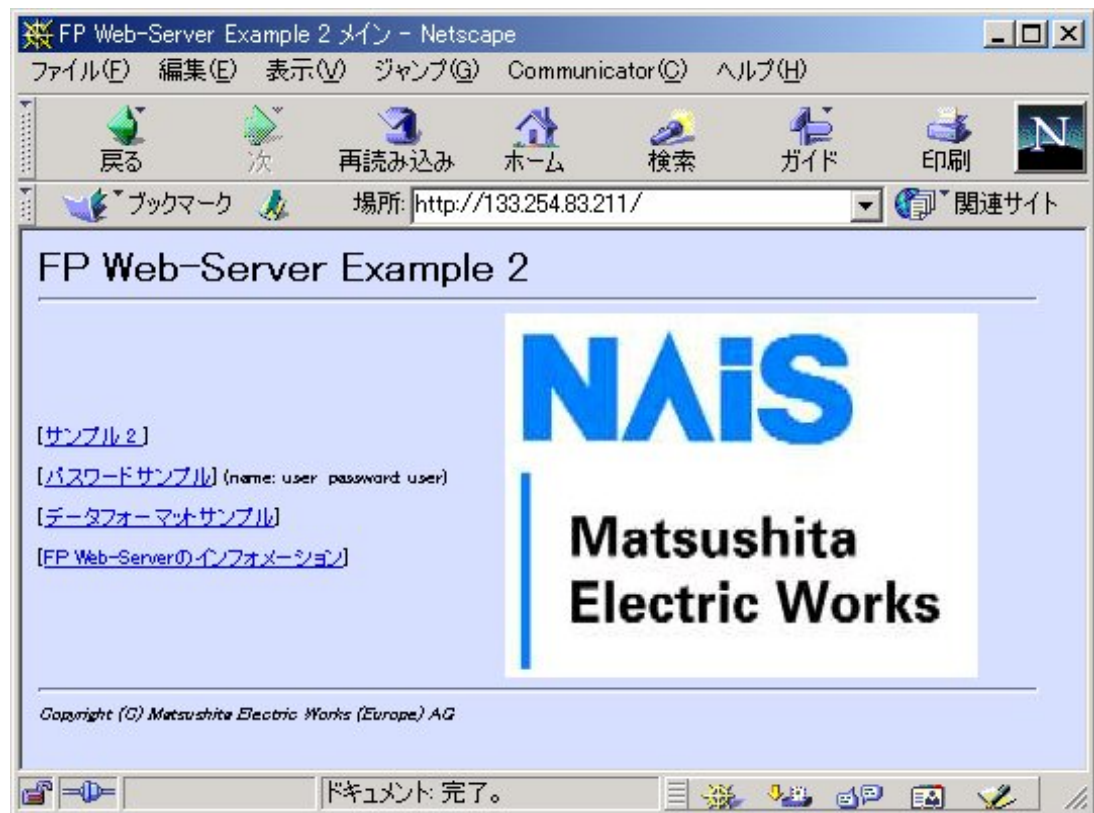 FP Web-Server Example 2 メイン - Netscape
ファイル(F) 編集(E) 表示(V) ジャンプ(G) Communicator(C) ヘルプ(H)
戻る 次 再読み込み ホーム 検索 ガイド 印刷 N
ブックマーク 場所: http://133.254.83.211/ 関連サイト
FP Web-Server Example 2
NAiS
Matsushita
Electric Works
[サンプル2]
[パスワードサンプル] (name: user password: user)
[データフォーマットサンプル]
[FP Web-Serverのインフォメーション]
Copyright (C) Matsushita Electric Works (Europe) AG
ドキュメント: 完了。